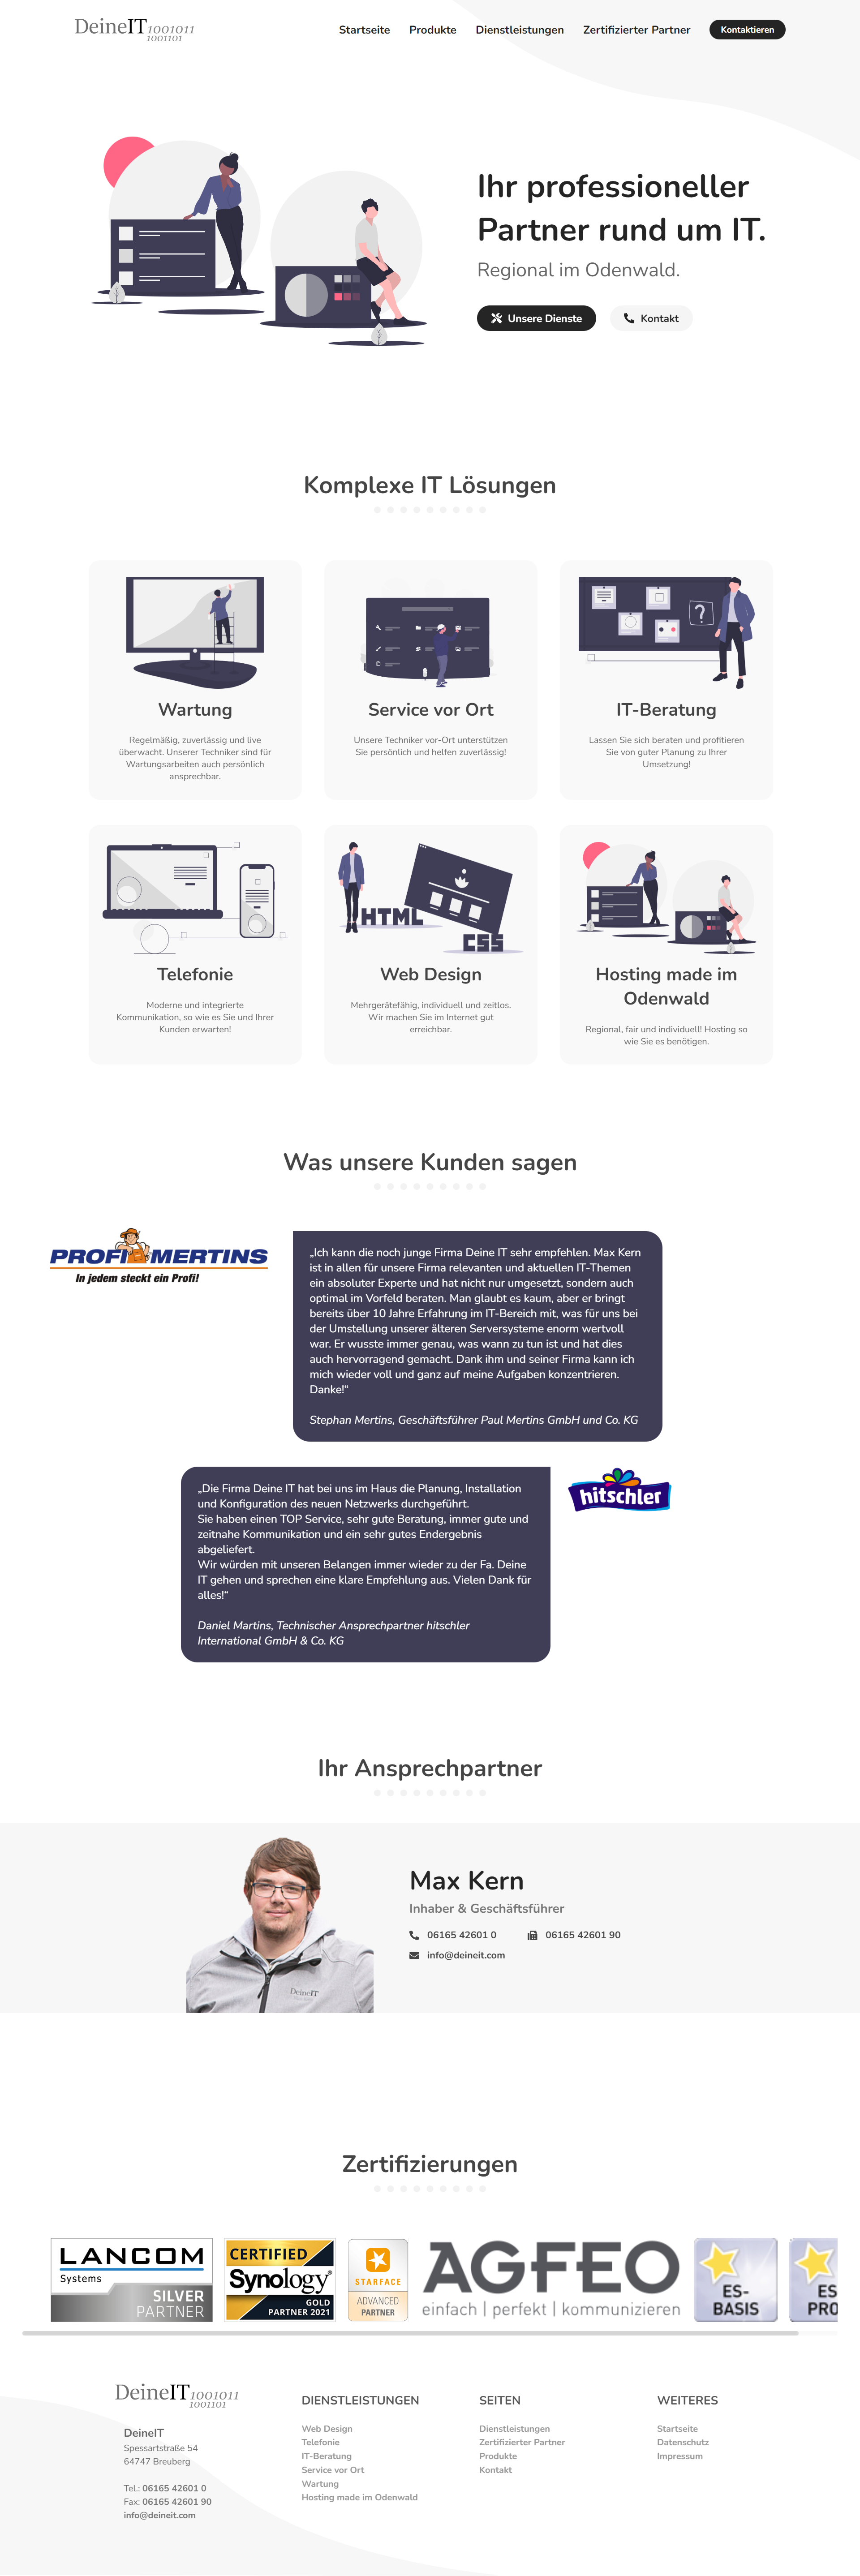 DeineIT 1001011
1001101
Startseite Produkte Dienstleistungen Zertifizierter Partner Kontaktieren
Ihr professioneller
Partner rund um IT.
Regional im Odenwald.
Unsere Dienste Kontakt
Komplexe IT Lösungen
?
Wartung
Regelmäßig, zuverlässig und live
überwacht. Unserer Techniker sind für
Wartungsarbeiten auch persönlich
ansprechbar.
Service vor Ort
Unsere Techniker vor-Ort unterstützen
Sie persönlich und helfen zuverlässig!
IT-Beratung
Lassen Sie sich beraten und profitieren
Sie von guter Planung zu Ihrer
Umsetzung!
Telefonie
Moderne und integrierte
Kommunikation, so wie es Sie und Ihrer
Kunden erwarten!
HTML
CSS
Web Design
Mehrgerätefähig, individuell und zeitlos.
Wir machen Sie im Internet gut
erreichbar.
Hosting made im
Odenwald
Regional, fair und individuell! Hosting so
wie Sie es benötigen.
Was unsere Kunden sagen
PROFI MERTINS
In jedem steckt ein Profi!
„Ich kann die noch junge Firma Deine IT sehr empfehlen. Max Kern
ist in allen für unsere Firma relevanten und aktuellen IT-Themen
ein absoluter Experte und hat nicht nur umgesetzt, sondern auch
optimal im Vorfeld beraten. Man glaubt es kaum, aber er bringt
bereits über 10 Jahre Erfahrung im IT-Bereich mit, was für uns bei
der Umstellung unserer älteren Serversysteme enorm wertvoll
war. Er wusste immer genau, was wann zu tun ist und hat dies
auch hervorragend gemacht. Dank ihm und seiner Firma kann ich
mich wieder voll und ganz auf meine Aufgaben konzentrieren.
Danke!“
Stephan Mertins, Geschäftsführer Paul Mertins GmbH und Co. KG
„Die Firma Deine IT hat bei uns im Haus die Planung, Installation
und Konfiguration des neuen Netzwerks durchgeführt.
Sie haben einen TOP Service, sehr gute Beratung, immer gute und
zeitnahe Kommunikation und ein sehr gutes Endergebnis
abgeliefert.
Wir würden mit unseren Belangen immer wieder zu der Fa. Deine
IT gehen und sprechen eine klare Empfehlung aus. Vielen Dank für
alles!“
Daniel Martins, Technischer Ansprechpartner hitschler
International GmbH & Co. KG
hitschler
Ihr Ansprechpartner
DeineIT
Max Kern
Inhaber & Geschäftsführer
06165 42601 0 06165 42601 90
info@deineit.com
Zertifizierungen
LANCOM
Systems
SILVER
PARTNER
CERTIFIED
Synology®
GOLD
PARTNER 2021
STARFACE
ADVANCED
PARTNER
AGFEO
einfach | perfekt | kommunizieren
ES-
BASIS
ES
PRO
DeineIT 1001011
1001101
DeineIT
Spessartstraße 54
64747 Breuberg
Tel.: 06165 42601 0
Fax: 06165 42601 90
info@deineit.com
DIENSTLEISTUNGEN
Web Design
Telefonie
IT-Beratung
Service vor Ort
Wartung
Hosting made im Odenwald
SEITEN
Dienstleistungen
Zertifizierter Partner
Produkte
Kontakt
WEITERES
Startseite
Datenschutz
Impressum